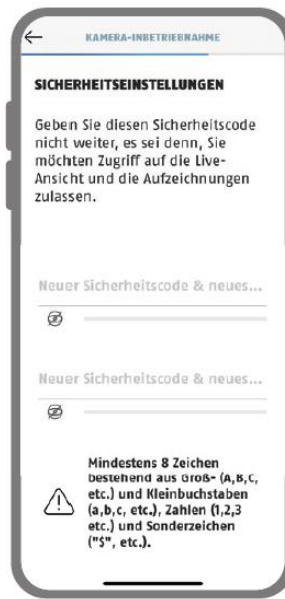 KAMERA-INBETRIEBNAHME
SICHERHEITSEINSTELLUNGEN
Geben Sie diesen Sicherheitscode
nicht weiter, es sei denn, Sie
möchten Zugriff auf die Live-
Ansicht und die Aufzeichnungen
zulassen.
Neuer Sicherheitscode & neues...
Neuer Sicherheitscode & neues...
Mindestens 8 Zeichen
bestehend aus Groß- (A,B,C,
etc.) und Kleinbuchstaben
(a,b,c, etc.), Zahlen (1,2,3
etc.) und Sonderzeichen
("$", etc.).